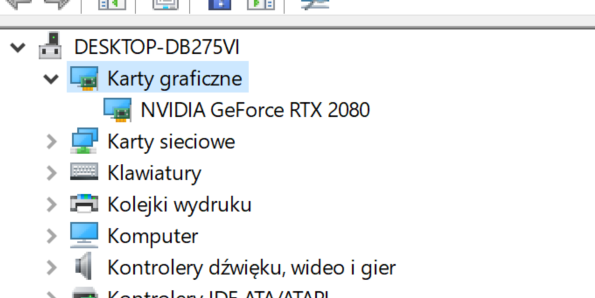 DESKTOP-DB275VI
Karty graficzne
NVIDIA GeForce RTX 2080
Karty sieciowe
Klawiatury
Kolejki wydruku
Komputer
Kontrolery dźwięku, wideo i gier
Kontrolery IDE ATA/ATAPI